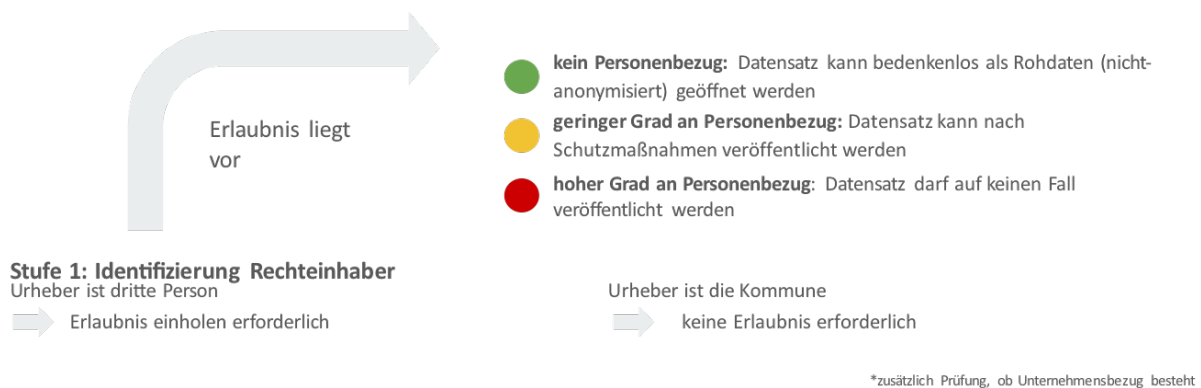 kein Personenbezug: Datensatz kann bedenkenlos als Rohdaten (nicht-
anonymisiert) geöffnet werden
geringer Grad an Personenbezug: Datensatz kann nach
Schutzmaßnahmen veröffentlicht werden
hoher Grad an Personenbezug: Datensatz darf auf keinen Fall
veröffentlicht werden
Erlaubnis liegt
vor
Stufe 1: Identifizierung Rechteinhaber
Urheber ist dritte Person
Erlaubnis einholen erforderlich
Urheber ist die Kommune
keine Erlaubnis erforderlich
*zusätzlich Prüfung, ob Unternehmensbezug besteht